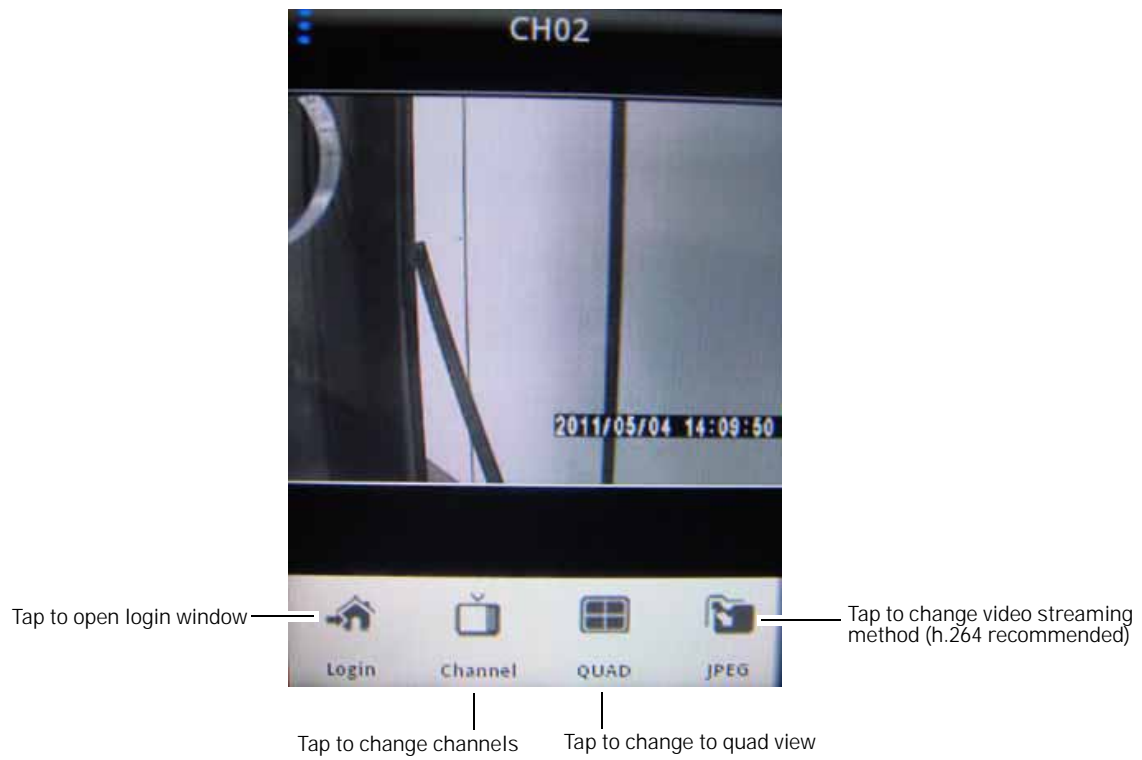 CH02
2011/05/04 14:09:50
Login
Channel
QUAD
JPEG
Tap to open login window
Tap to change video streaming
method (h.264 recommended)
Tap to change channels
Tap to change to quad view